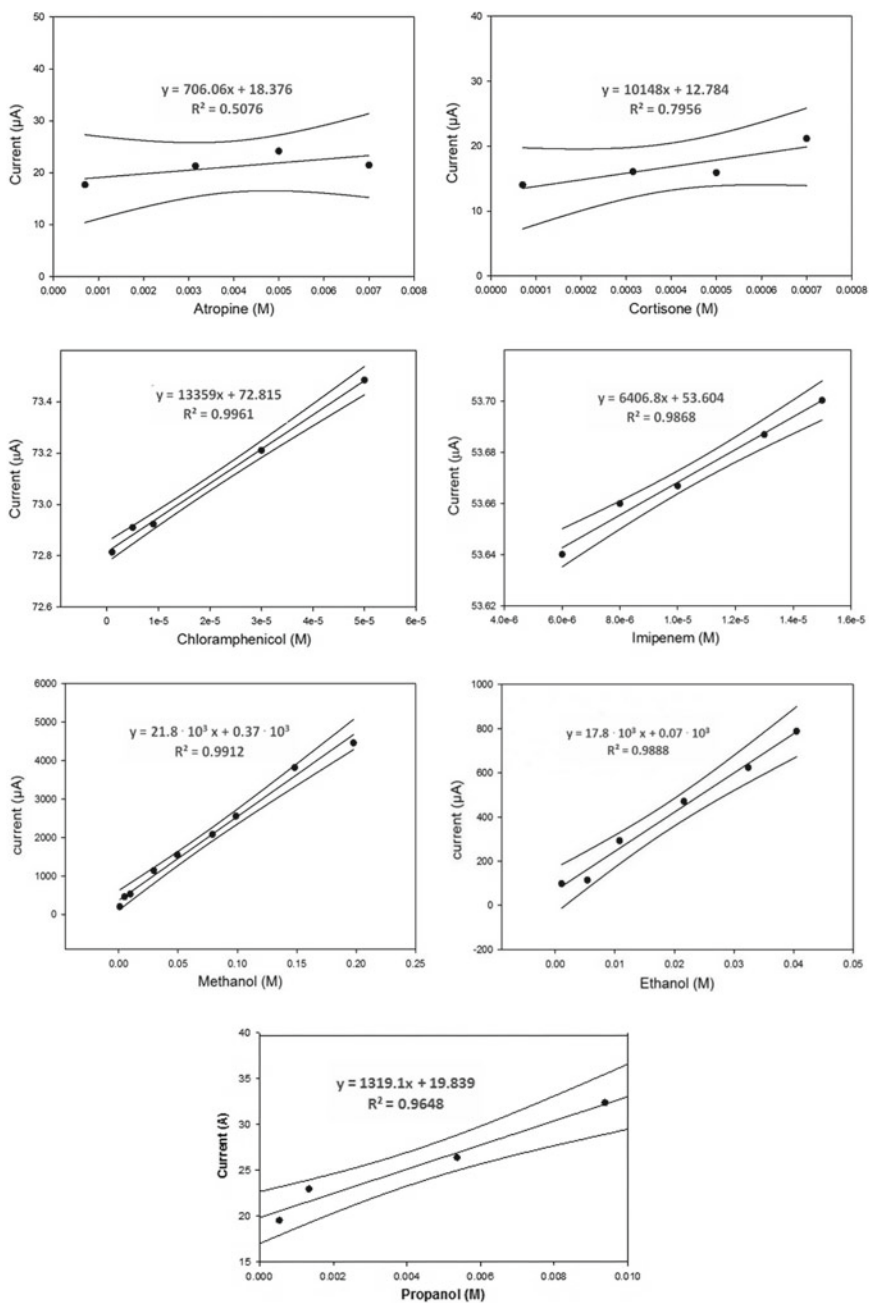 50
40
30
20
10
0
Current (µA)
y = 706.06x + 18.376
R² = 0.5076
0.000 0.001 0.002 0.003 0.004 0.005 0.006 0.007 0.008
Atropine (M)
40
30
20
10
0
Current (µA)
y = 10148x + 12.784
R² = 0.7956
0.0000 0.0001 0.0002 0.0003 0.0004 0.0005 0.0006 0.0007 0.0008
Cortisone (M)
73.4
73.2
73.0
72.8
72.6
Current (µA)
y = 13359x + 72.815
R² = 0.9961
0 1e-5 2e-5 3e-5 4e-5 5e-5 6e-5
Chloramphenicol (M)
53.70
53.68
53.66
53.64
53.62
Current (µA)
y = 6406.8x + 53.604
R² = 0.9868
4.0e-6 6.0e-6 8.0e-6 1.0e-5 1.2e-5 1.4e-5 1.6e-5
Imipenem (M)
6000
5000
4000
3000
2000
1000
0
current (µA)
y = 21.8 · 10³ x + 0.37 · 10³
R² = 0.9912
0.00 0.05 0.10 0.15 0.20 0.25
Methanol (M)
1000
800
600
400
200
0
-200
current (µA)
y = 17.8 · 10³ x + 0.07 · 10³
R² = 0.9888
0.00 0.01 0.02 0.03 0.04 0.05
Ethanol (M)
40
35
30
25
20
15
Current (A)
y = 1319.1x + 19.839
R² = 0.9648
0.000 0.002 0.004 0.006 0.008 0.010
Propanol (M)